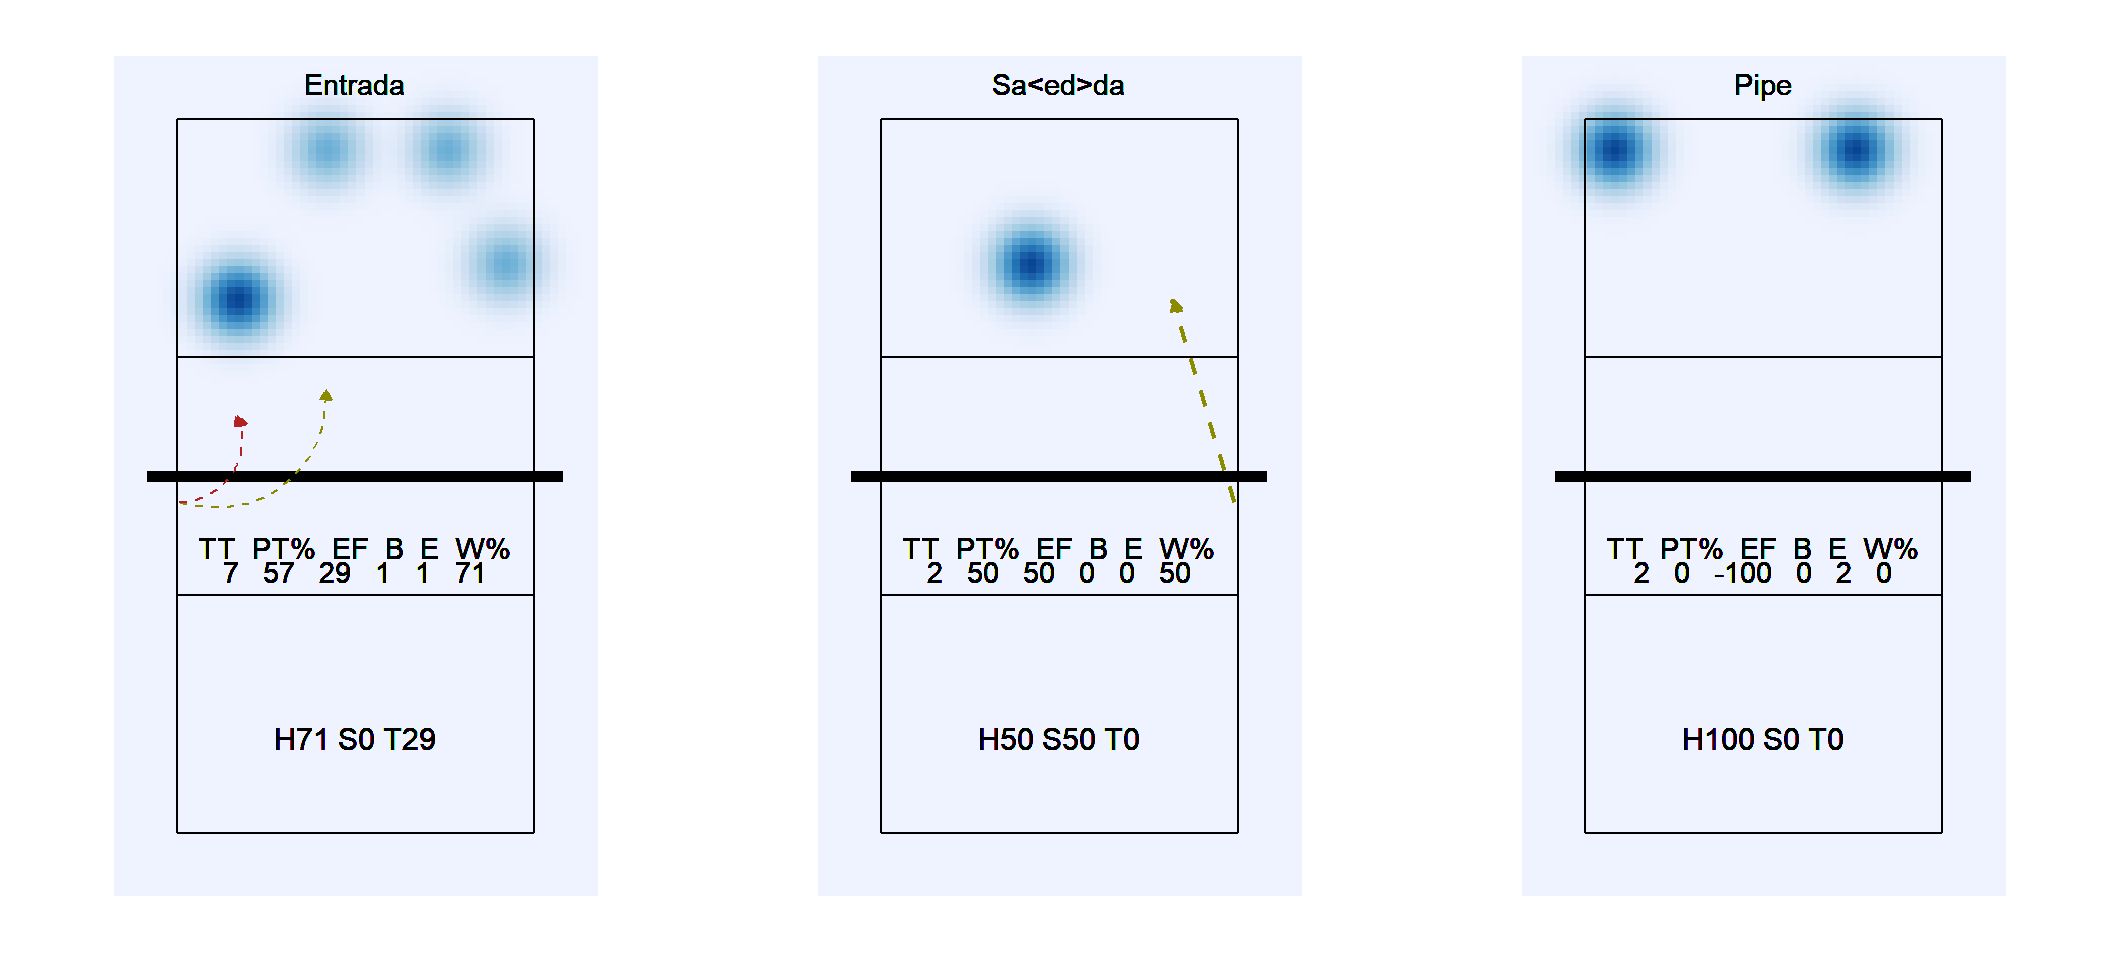 Entrada
TT PT% EF B E W%
7 57 29 1 1 71
H71 S0 T29
Sa<ed>da
TT PT% EF B E W%
2 50 50 0 0 50
H50 S50 T0
Pipe
TT PT% EF B E W%
2 0 -100 0 2 0
H100 S0 T0